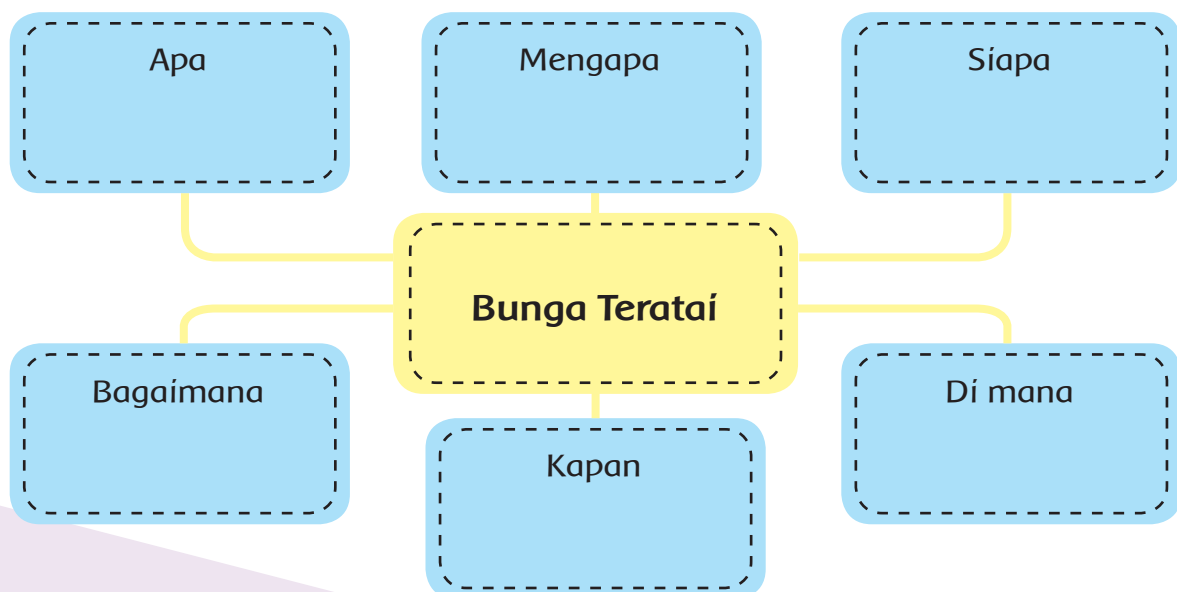 Apa
Mengapa
Siapa
Bunga Teratai
Bagaimana
Kapan
Di mana